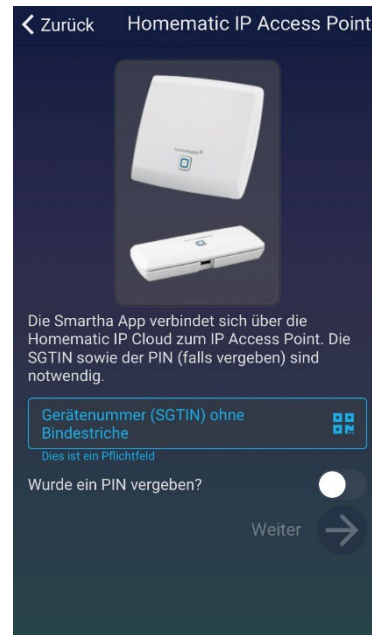 Zurück Homematic IP Access Point
homematic IP
Die Smartha App verbindet sich über die
Homematic IP Cloud zum IP Access Point. Die
SGTIN sowie der PIN (falls vergeben) sind
notwendig.
Gerätenummer (SGTIN) ohne
Bindestriche
Dies ist ein Pflichtfeld
Wurde ein PIN vergeben?
Weiter